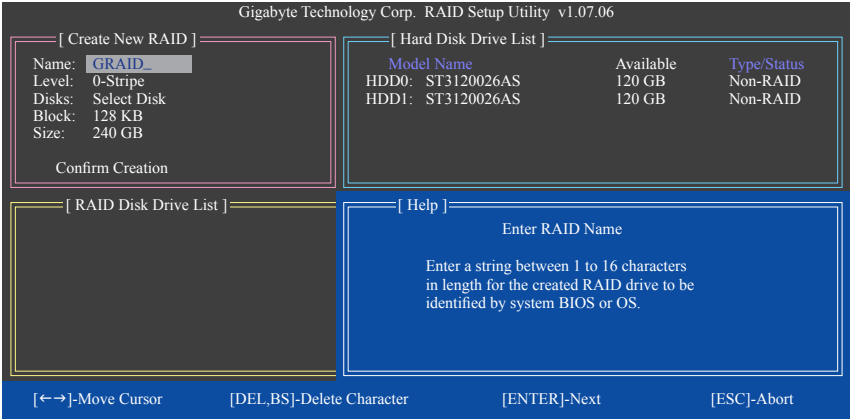 Gigabyte Technology Corp. RAID Setup Utility v1.07.06
[ Create New RAID ]
Name: GRAID_
Level: 0-Stripe
Disks: Select Disk
Block: 128 KB
Size: 240 GB
Confirm Creation
[ Hard Disk Drive List ]
Model Name Available Type/Status
HDD0: ST3120026AS 120 GB Non-RAID
HDD1: ST3120026AS 120 GB Non-RAID
[ RAID Disk Drive List ]
[ Help ]
Enter RAID Name
Enter a string between 1 to 16 characters
in length for the created RAID drive to be
identified by system BIOS or OS.
[←→]-Move Cursor [DEL,BS]-Delete Character [ENTER]-Next [ESC]-Abort